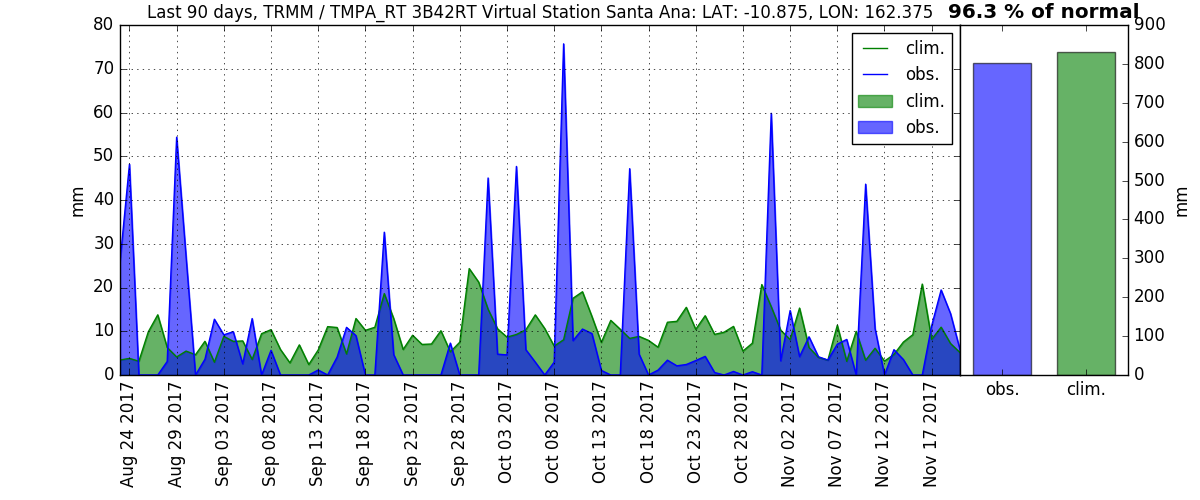 Last 90 days, TRMM / TMPA_RT 3B42RT Virtual Station Santa Ana: LAT: -10.875, LON: 162.375
96.3 % of normal
80
70
60
50
40
30
20
10
0
mm
clim.
obs.
clim.
obs.
900
800
700
600
500
400
300
200
100
0
mm
obs.
clim.
Aug 24 2017
Aug 29 2017
Sep 03 2017
Sep 08 2017
Sep 13 2017
Sep 18 2017
Sep 23 2017
Sep 28 2017
Oct 03 2017
Oct 08 2017
Oct 13 2017
Oct 18 2017
Oct 23 2017
Oct 28 2017
Nov 02 2017
Nov 07 2017
Nov 12 2017
Nov 17 2017